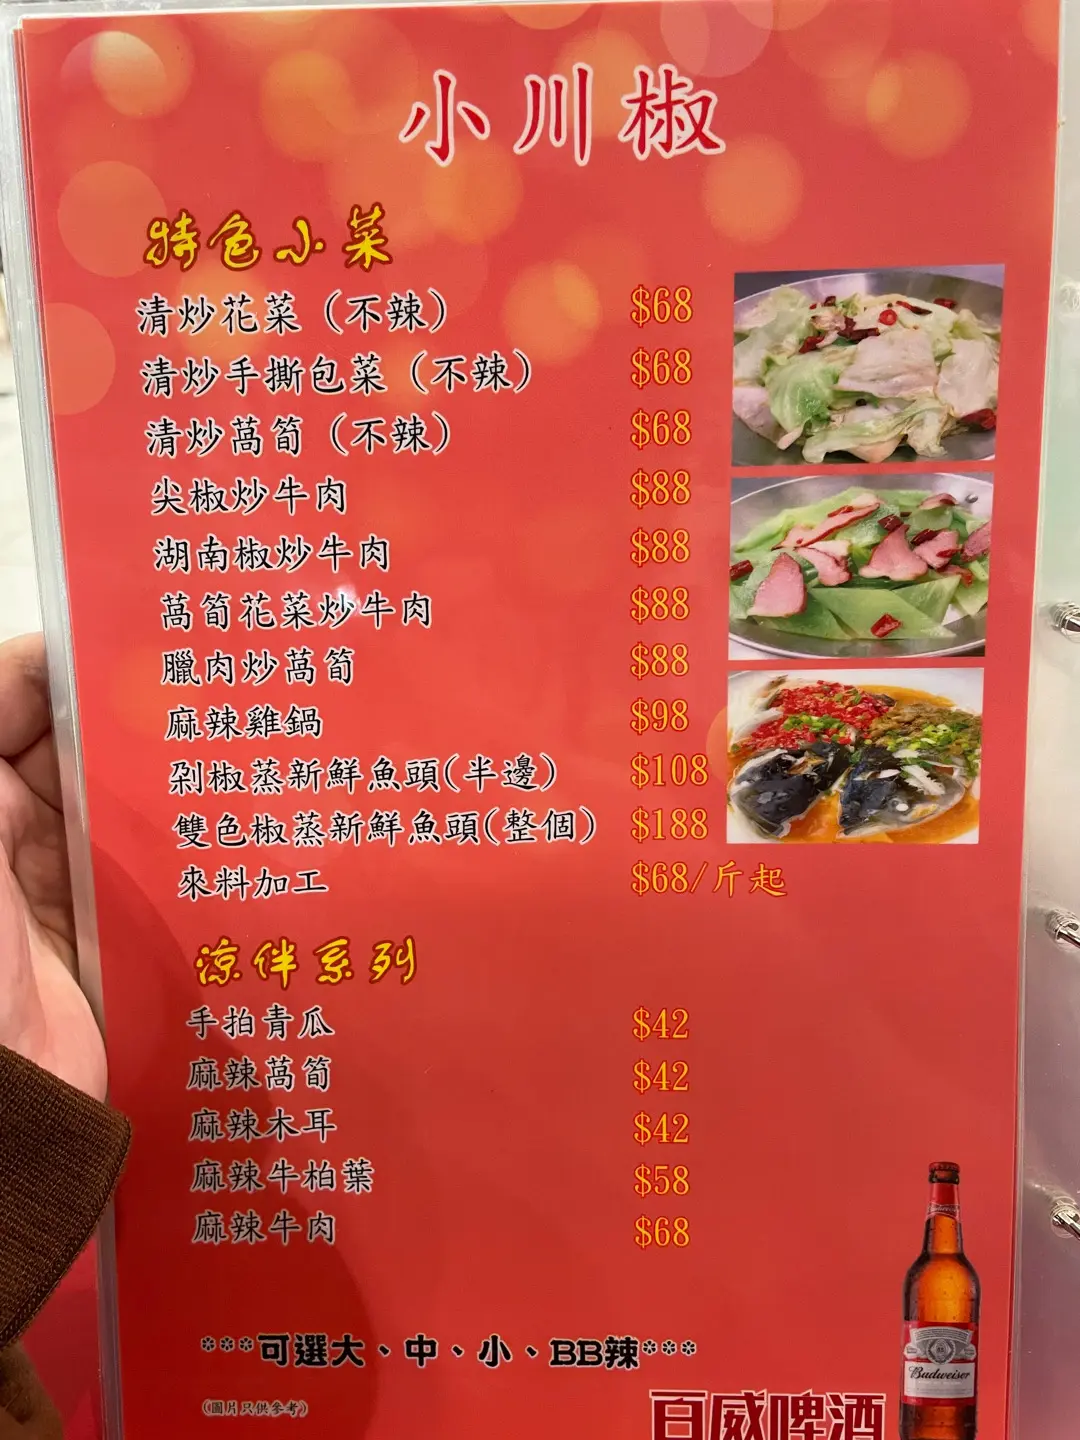 小川椒
特色小菜
清炒花菜（不辣） $68
清炒手撕包菜（不辣） $68
清炒萵筍（不辣） $68
尖椒炒牛肉 $88
湖南椒炒牛肉 $88
萵筍花菜炒牛肉 $88
臘肉炒萵筍 $88
麻辣雞鍋 $98
剁椒蒸新鮮魚頭(半邊) $108
雙色椒蒸新鮮魚頭(整個) $188
來料加工 $68/斤起
涼伴系列
手拍青瓜 $42
麻辣萵筍 $42
麻辣木耳 $42
麻辣牛柏葉 $58
麻辣牛肉 $68
***可選大、中、小、BB辣***
(圖片只供參考)
百威啤酒
Budweiser